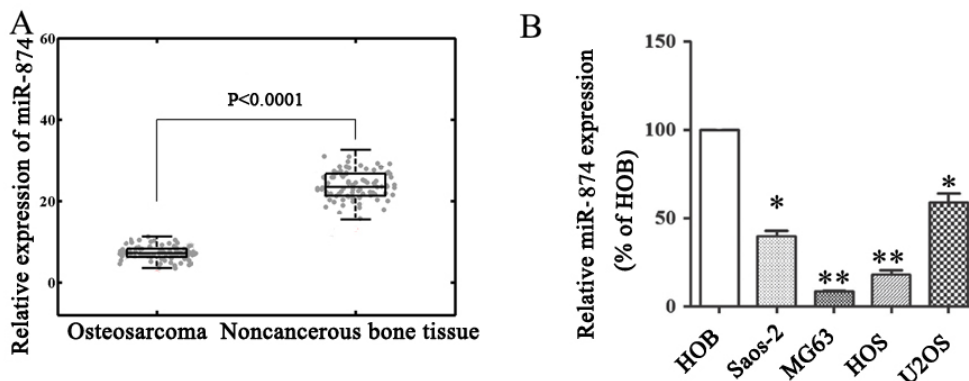 A
Relative expression of miR-874
60
40
20
0
P<0.0001
Osteosarcoma
Noncancerous bone tissue
B
Relative miR-874 expression
(% of HOB)
150
100
50
0
*
**
**
*
HOB
Saos-2
MG63
HOS
U2OS